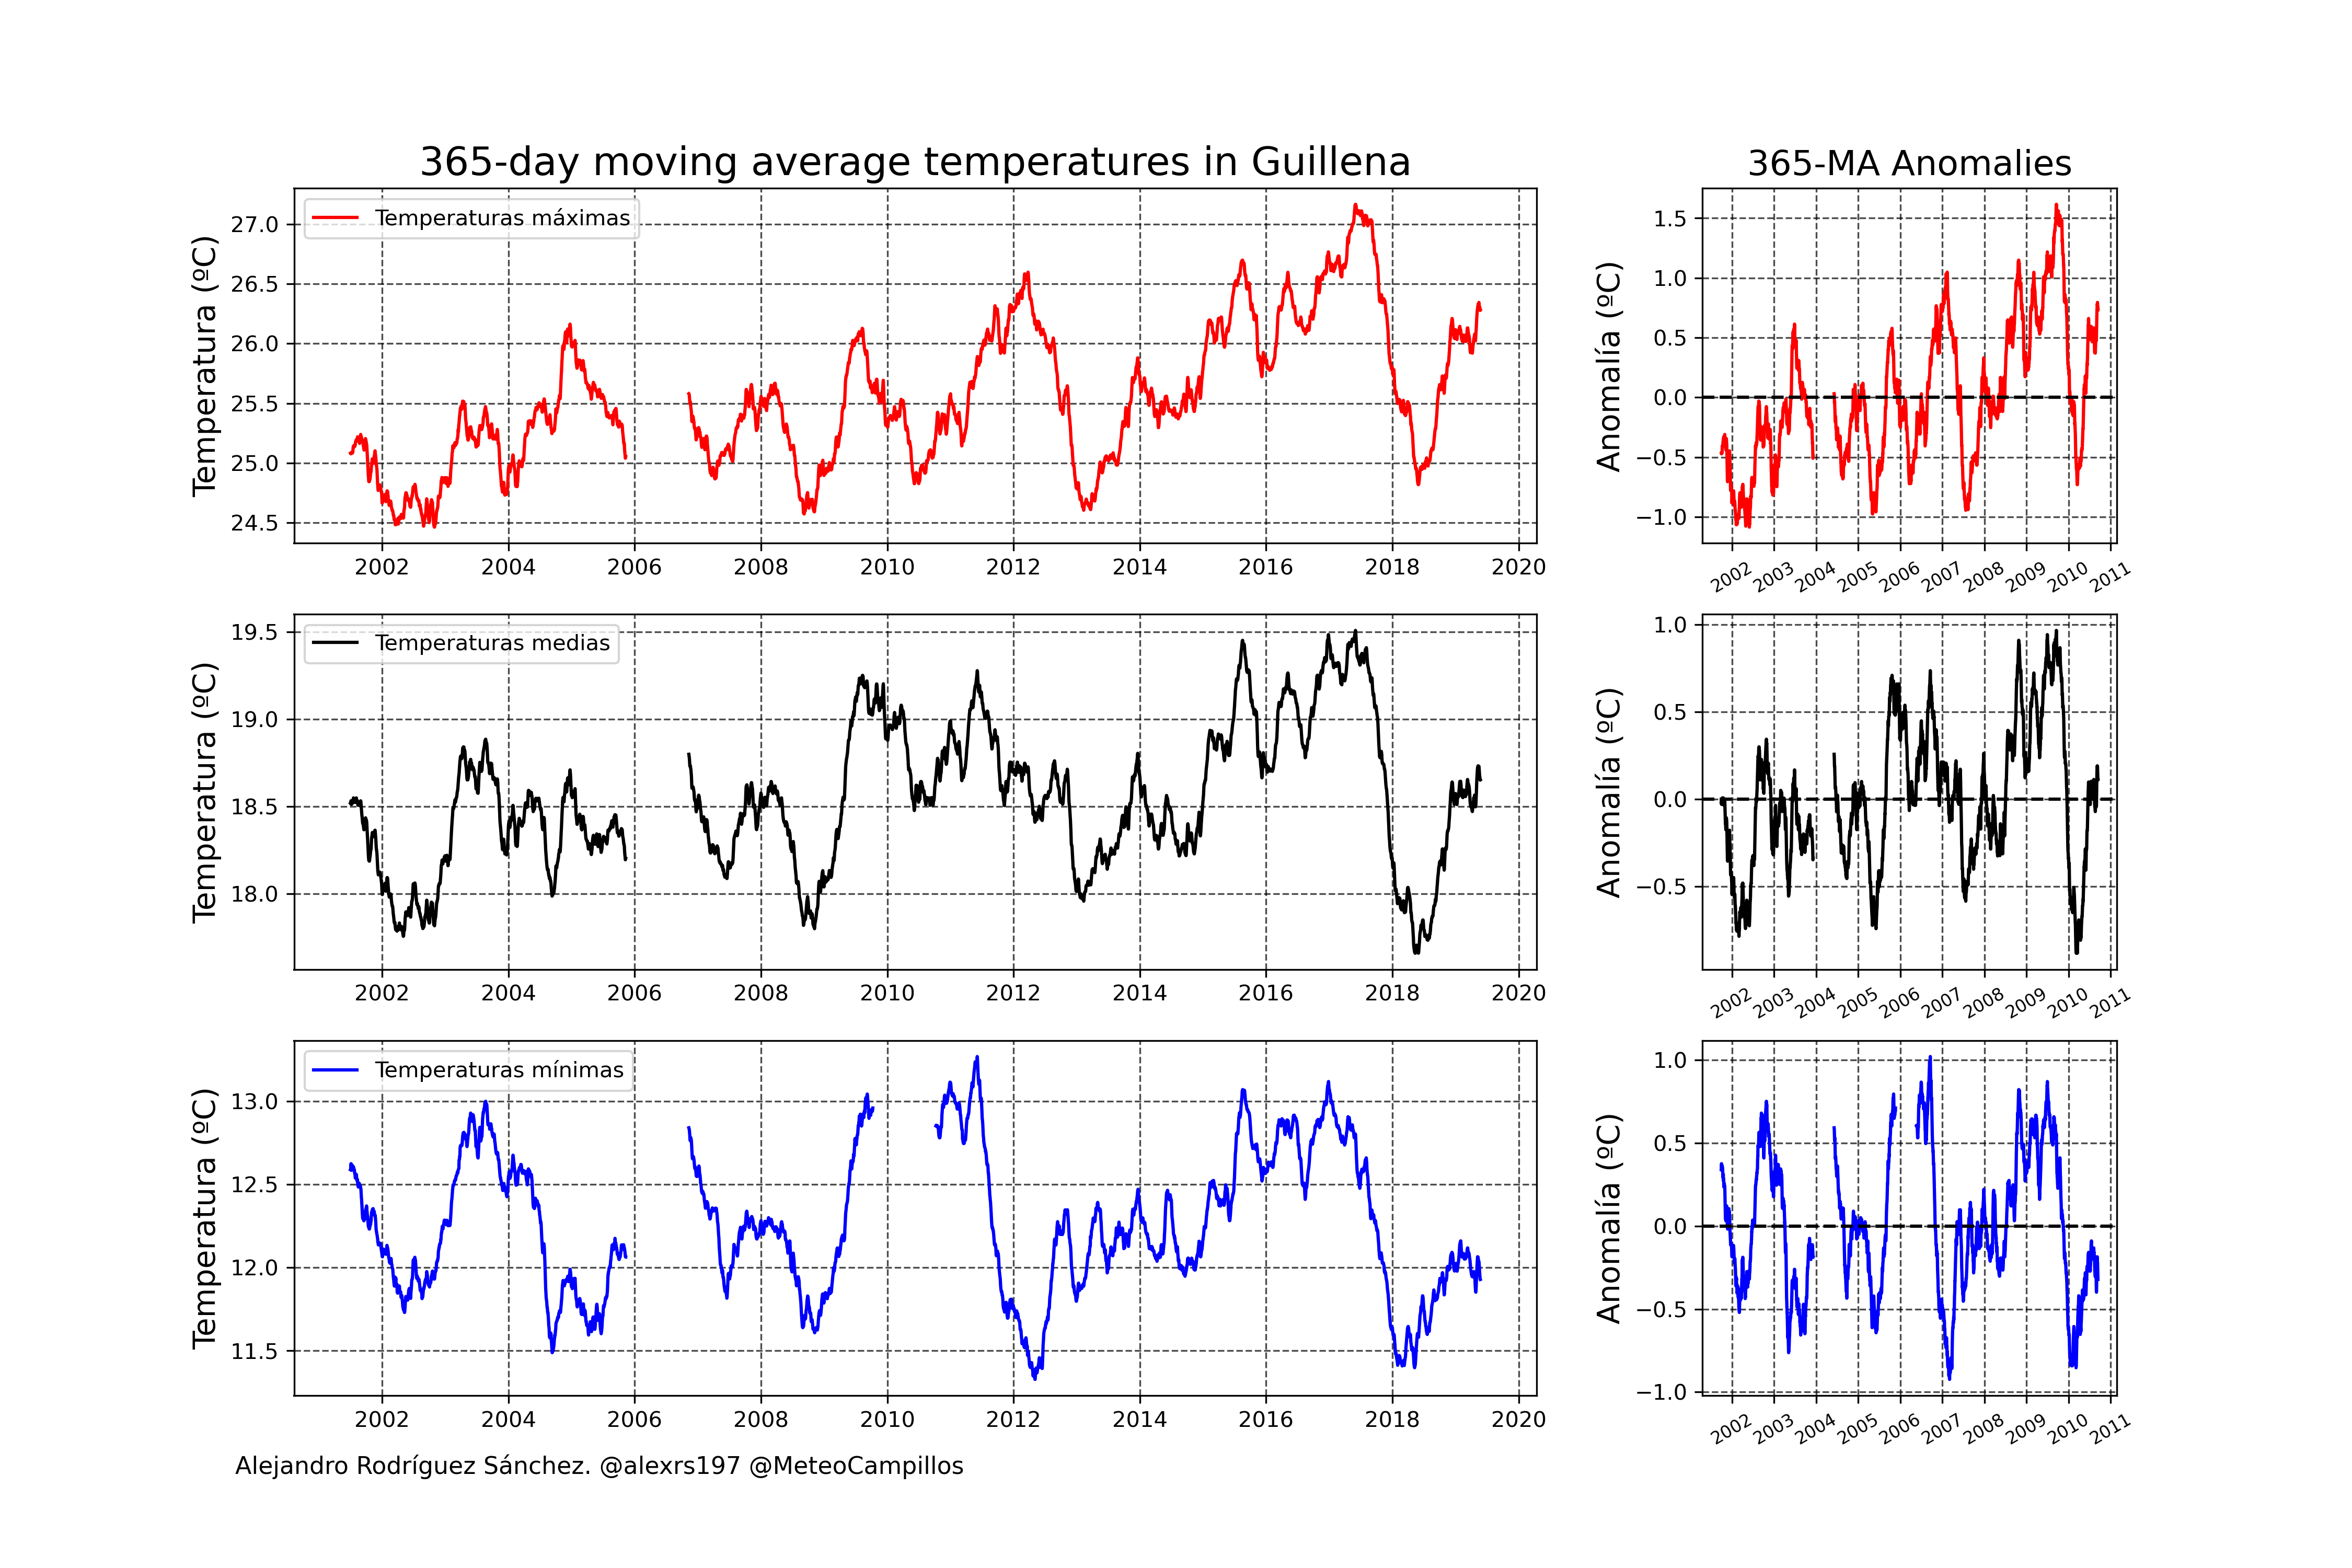 365-day moving average temperatures in Guillena
365-MA Anomalies
Temperaturas máximas
Temperatura (ºC)
27.0
26.5
26.0
25.5
25.0
24.5
2002 2004 2006 2008 2010 2012 2014 2016 2018 2020
Anomalía (ºC)
1.5
1.0
0.5
0.0
−0.5
−1.0
2002 2003 2004 2005 2006 2007 2008 2009 2010 2011
Temperaturas medias
Temperatura (ºC)
19.5
19.0
18.5
18.0
2002 2004 2006 2008 2010 2012 2014 2016 2018 2020
Anomalía (ºC)
1.0
0.5
0.0
−0.5
2002 2003 2004 2005 2006 2007 2008 2009 2010 2011
Temperaturas mínimas
Temperatura (ºC)
13.0
12.5
12.0
11.5
2002 2004 2006 2008 2010 2012 2014 2016 2018 2020
Anomalía (ºC)
1.0
0.5
0.0
−0.5
−1.0
2002 2003 2004 2005 2006 2007 2008 2009 2010 2011
Alejandro Rodríguez Sánchez. @alexrs197 @MeteoCampillos